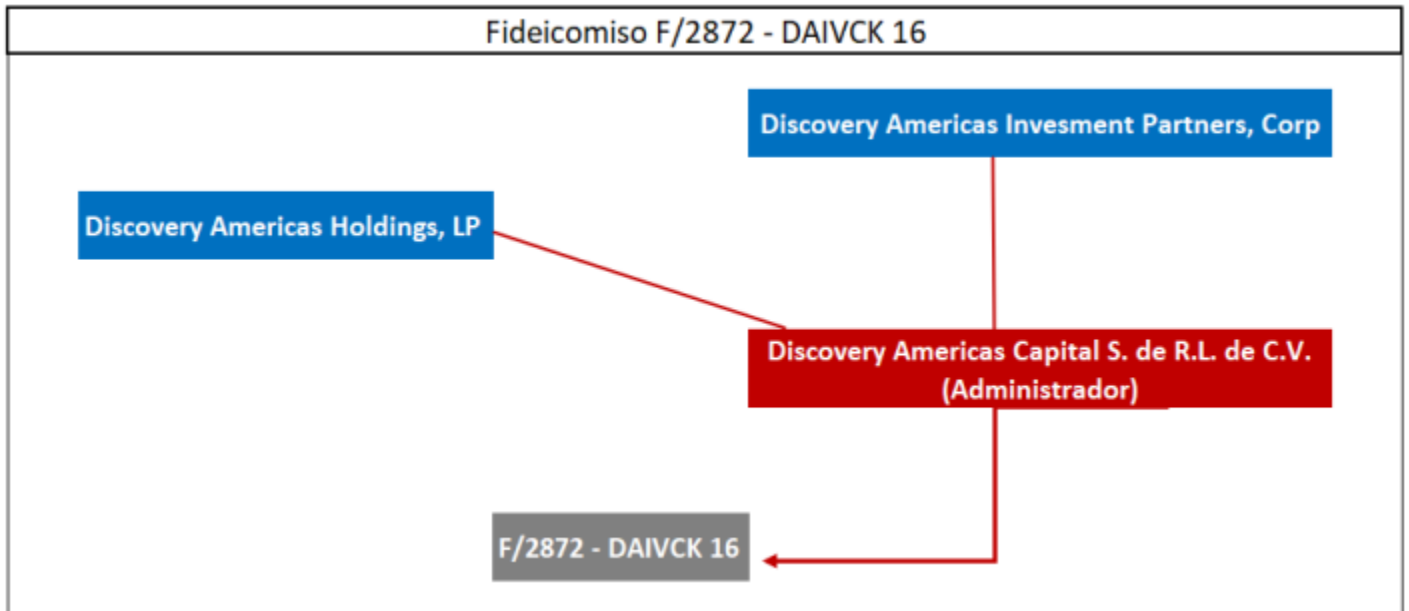 Fideicomiso F/2872 - DAIVCK 16
Discovery Americas Invesment Partners, Corp
Discovery Americas Holdings, LP
Discovery Americas Capital S. de R.L. de C.V.
(Administrador)
F/2872 - DAIVCK 16